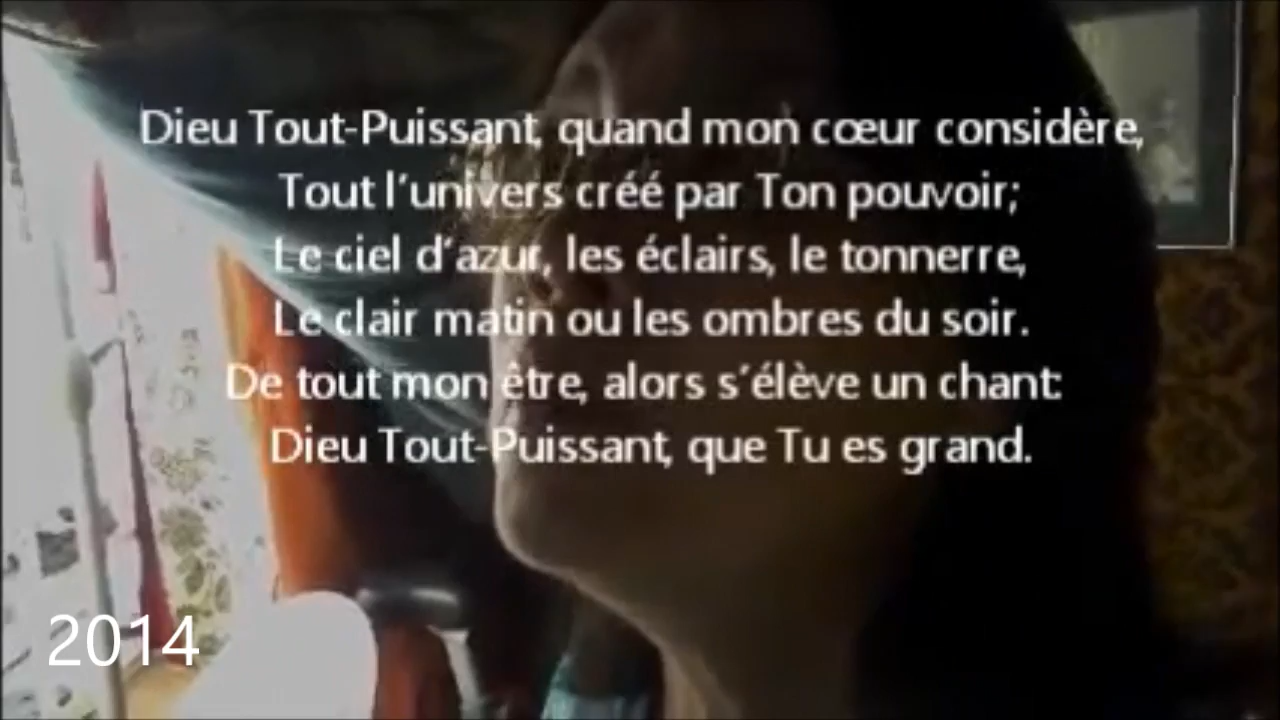 Dieu Tout-Puissant, quand mon cœur considère,
Tout l'univers créé par Ton pouvoir;
Le ciel d'azur, les éclairs, le tonnerre,
Le clair matin ou les ombres du soir.
De tout mon être, alors s'élève un chant:
Dieu Tout-Puissant, que Tu es grand.
2014